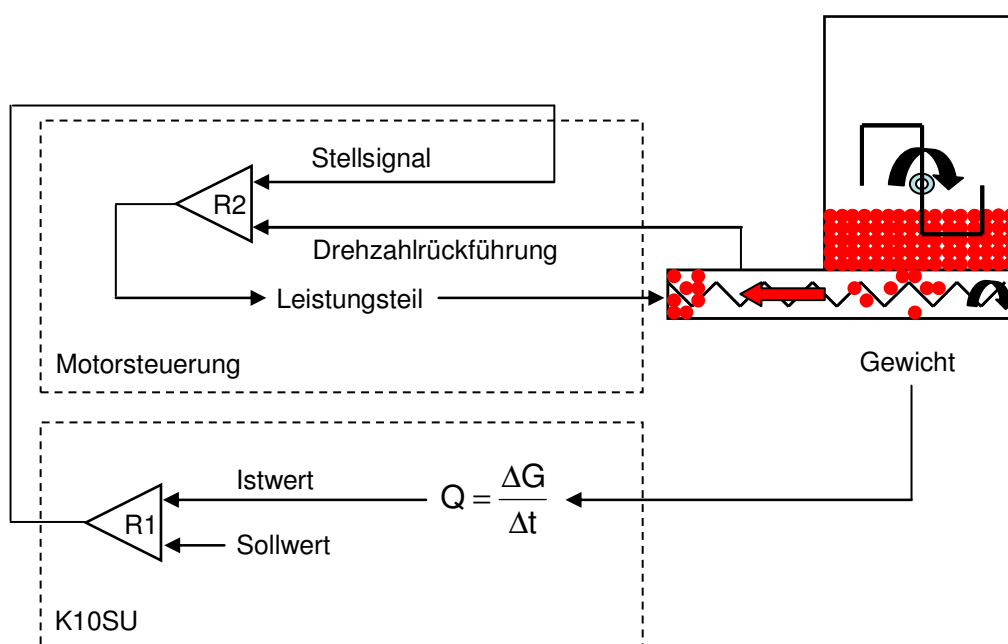 Stellsignal
R2
Drehzahlrückführung
Leistungsteil
Motorsteuerung
Gewicht
Istwert
Q = ΔG/Δt
R1
Sollwert
K10SU